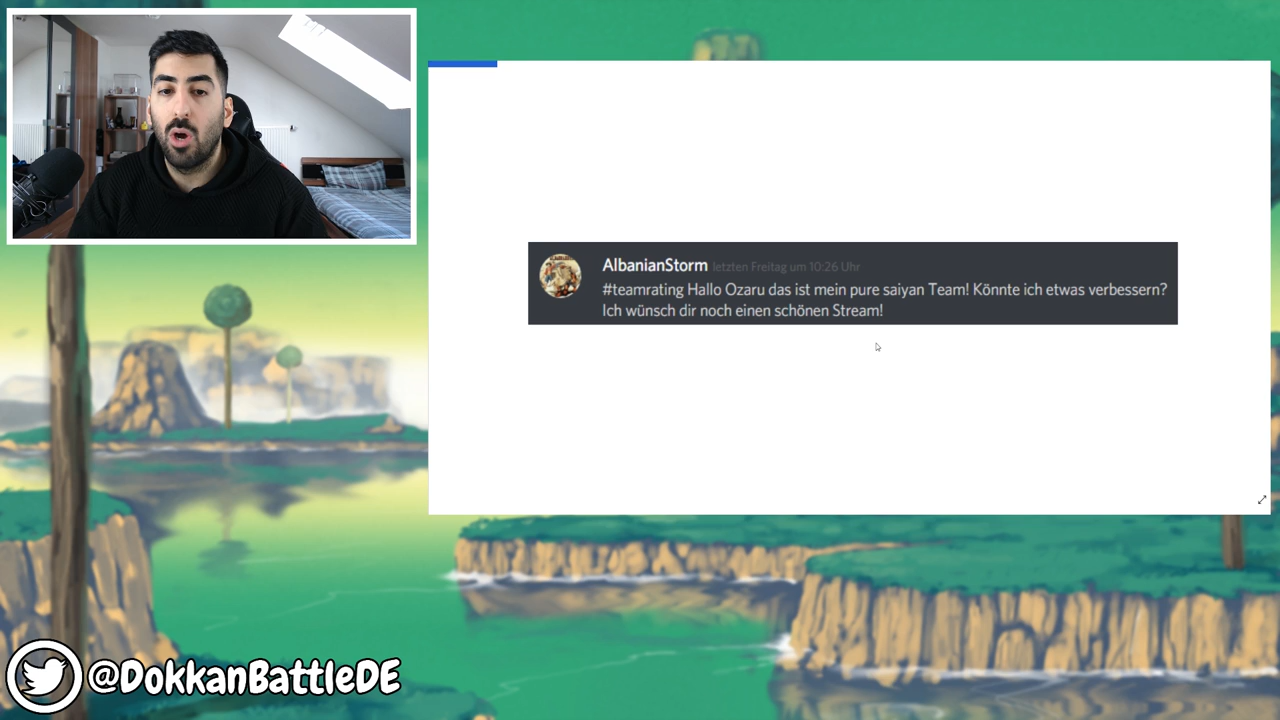 AlbanianStorm letzten Freitag um 10:26 Uhr
#teamrating Hallo Ozaru das ist mein pure saiyan Team! Könnte ich etwas verbessern?
Ich wünsch dir noch einen schönen Stream!
@DokkanBattleDE